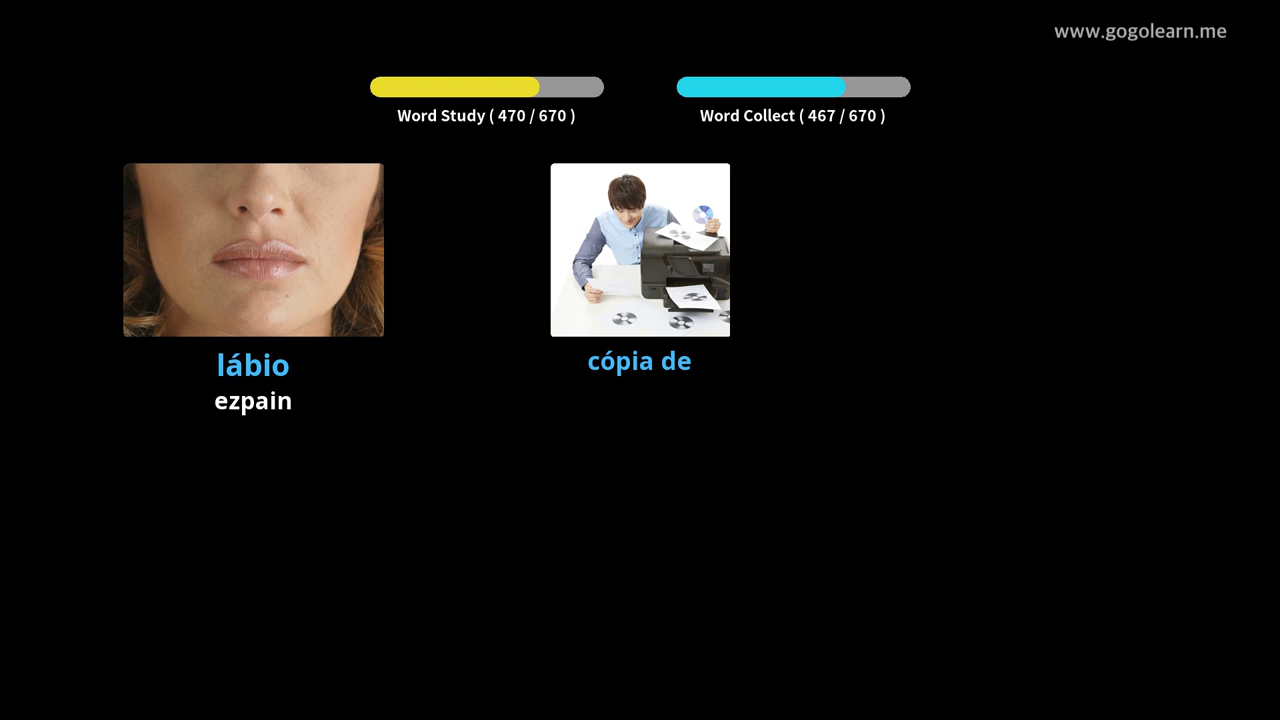 www.gogolearn.me
Word Study ( 470 / 670 )
Word Collect ( 467 / 670 )
lábio
ezpain
cópia de